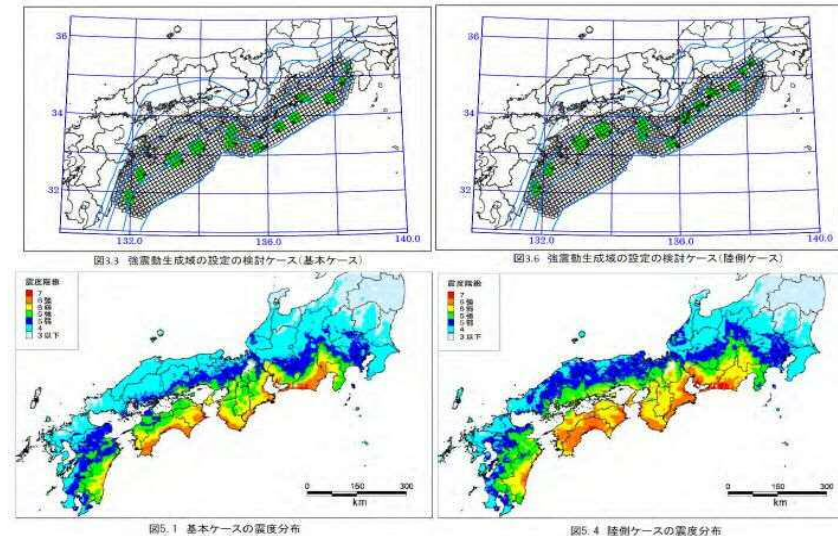 36
34
32
132.0
136.0
140.0
図3.3 強震動生成域の設定の検討ケース(基本ケース)
36
34
32
132.0
136.0
140.0
図3.6 強震動生成域の設定の検討ケース(陸側ケース)
震度階級
7
6強
6弱
5強
5弱
4
3以下
0 150 300
km
図5.1 基本ケースの震度分布
震度階級
7
6強
6弱
5強
5弱
4
3以下
0 150 300
km
図5.4 陸側ケースの震度分布